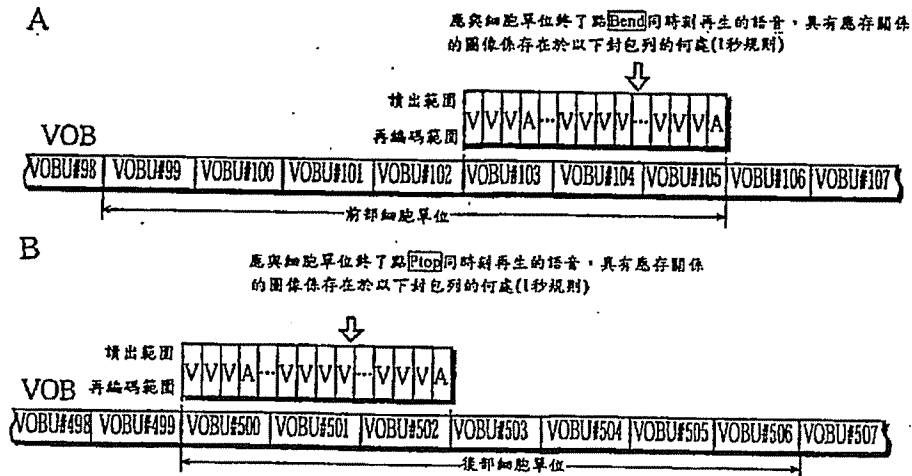 A
應與細胞單位終了點Bend同時刻再生的語音，具有應存關係
的圖像係存在於以下封包列的何處(1秒規則)
讀出範囲
再編碼範囲
V V V A … V V V V … V V V A
VOB
VOBU#98 VOBU#99 VOBU#100 VOBU#101 VOBU#102 VOBU#103 VOBU#104 VOBU#105 VOBU#106 VOBU#107
前部細胞單位
B
應與細胞單位終了點Ptop同時刻再生的語音，具有應存關係
的圖像係存在於以下封包列的何處(1秒規則)
讀出範囲
再編碼範囲
V V V A … V V V V … V V V A
VOB
VOBU#498 VOBU#499 VOBU#500 VOBU#501 VOBU#502 VOBU#503 VOBU#504 VOBU#505 VOBU#506 VOBU#507
後部細胞單位